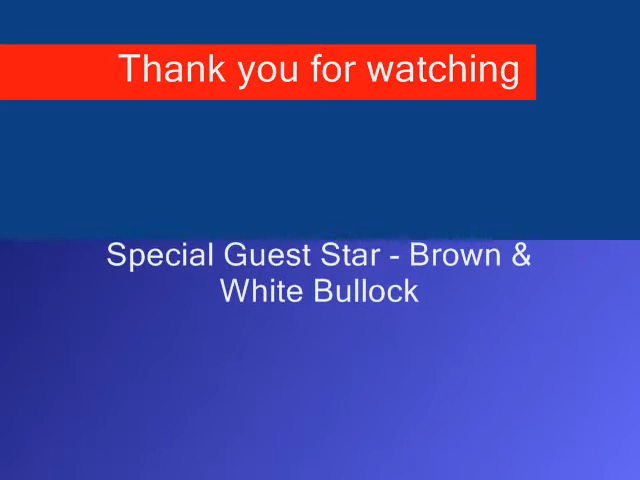 Thank you for watching
Special Guest Star - Brown &
White Bullock